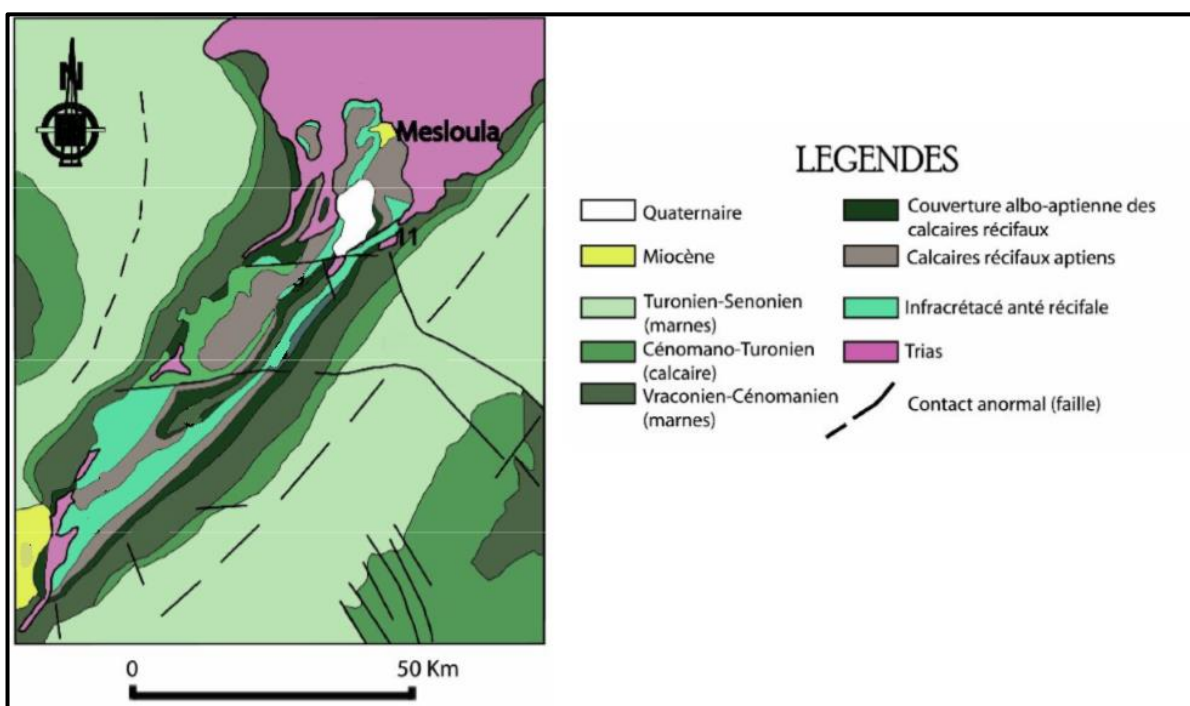 N
Mesloula
11
0
50 Km
LEGENDES
Quaternaire
Miocène
Turonien-Senonien
(marnes)
Cénomano-Turonien
(calcaire)
Vraconien-Cénomanien
(marnes)
Couverture albo-aptienne des
calcaires récifaux
Calcaires récifaux aptiens
Infracrétacé anté récifale
Trias
Contact anormal (faille)